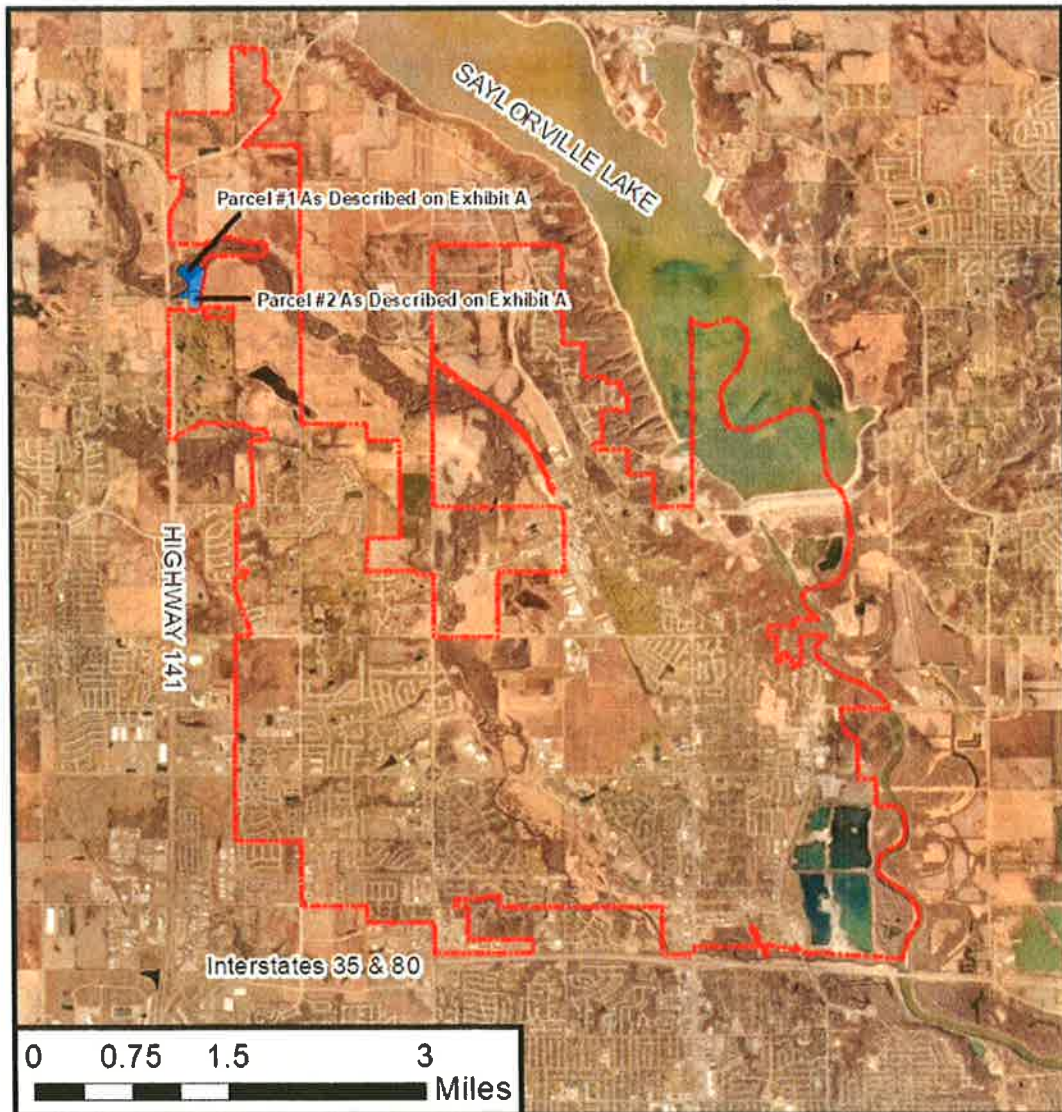 SAYLORVILLE LAKE
Parcel #1 As Described on Exhibit A
Parcel #2 As Described on Exhibit A
HIGHWAY 141
Interstates 35 & 80
0 0.75 1.5 3
Miles